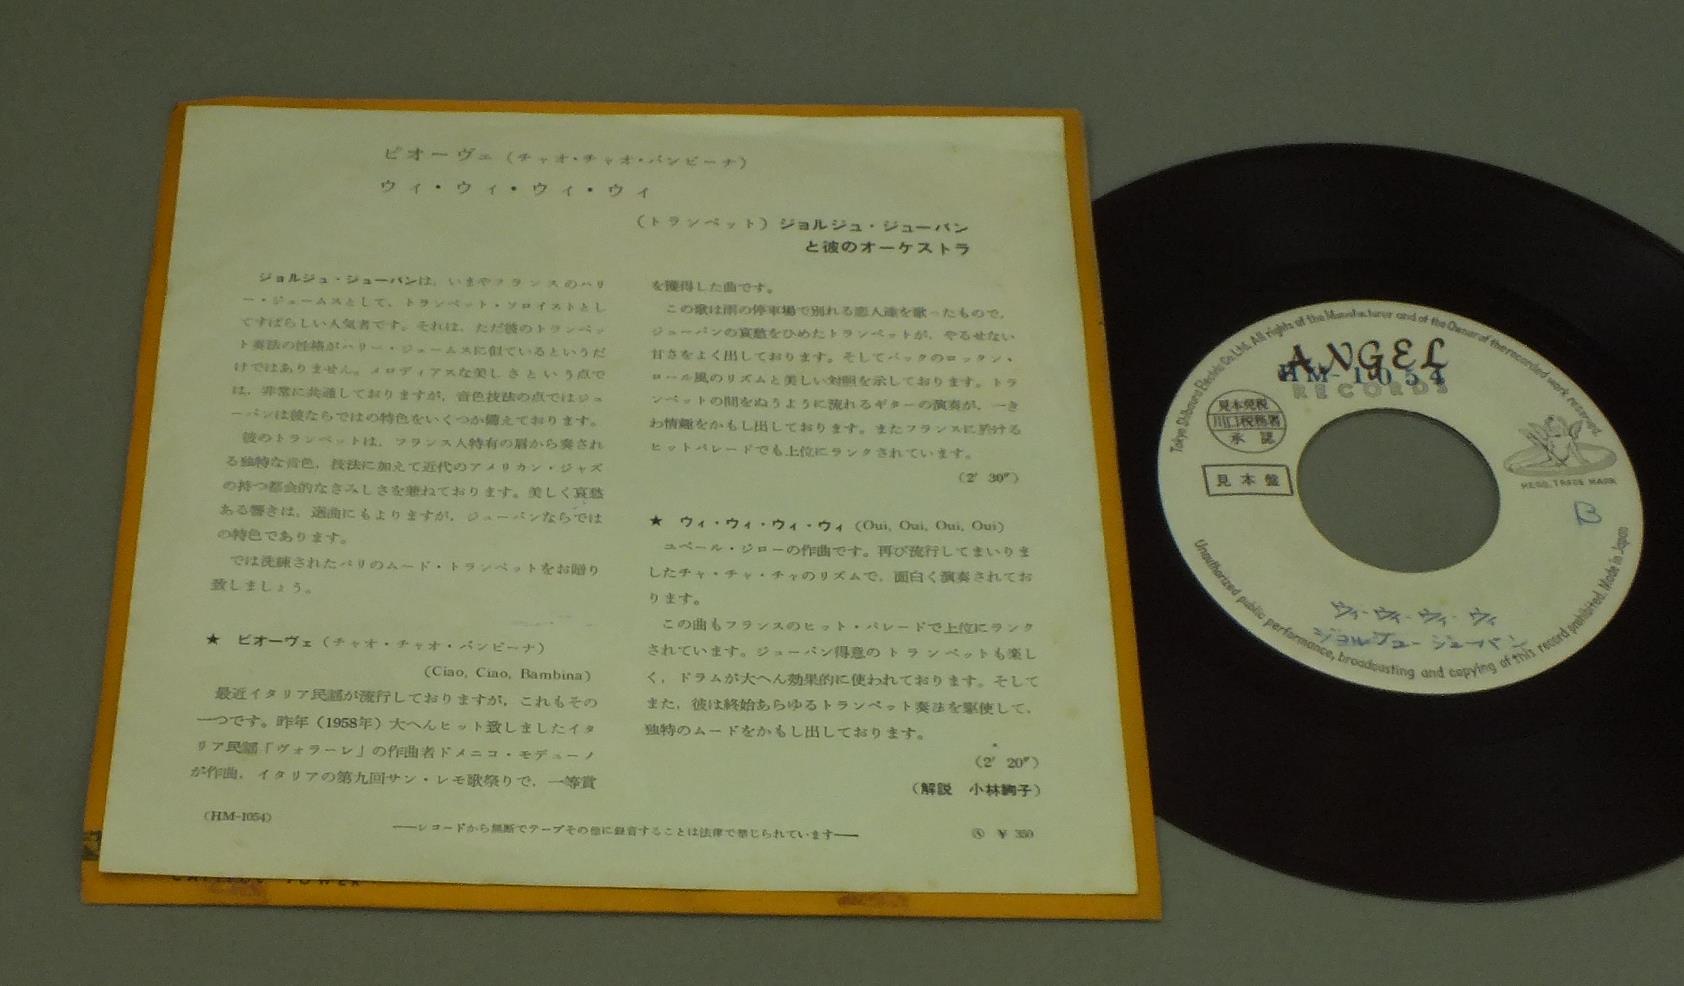 ピオーヴェ（チャオ・チャオ・バンビーナ）
ウィ・ウィ・ウィ・ウィ
（トランペット）ジョルジュ・ジューバン
と彼のオーケストラ
ジョルジュ・ジューバンは、いまやフランスのハリ
ー・ジェームスとして、トランペット・ソロイストとし
てすばらしい人気者です。それは、ただ彼のトランペッ
ト奏法の性格がハリー・ジェームスに似ているというだ
けではありません。メロディアスな美しさという点で
は、非常に共通しておりますが、音色技法の点ではジュ
ーバンは彼ならではの特色をいくつか備えております。
彼のトランペットは、フランス人特有の唇から奏され
る独特な音色、技法に加えて近代のアメリカン・ジャズ
の持つ都会的なさみしさを兼ねております。美しく哀愁
ある響きは、選曲にもよりますが、ジューバンならでは
の特色であります。
では洗練されたパリのムード・トランペットをお贈り
致しましょう。
★ ピオーヴェ（チャオ・チャオ・バンビーナ）
(Ciao, Ciao, Bambina)
最近イタリア民謡が流行しておりますが、これもその
一つです。昨年（1958年）大へんヒット致しましたイタ
リア民謡「ヴォラーレ」の作曲者ドメニコ・モデューノ
が作曲、イタリアの第九回サン・レモ歌祭りで、一等賞
を獲得した曲です。
この歌は雨の停車場で別れる恋人達を歌ったもので、
ジューバンの哀愁をひめたトランペットが、やるせない
甘さをよく出しております。そしてバックのロックン・
ロール風のリズムと美しい対照を示しております。トラ
ンペットの間をぬうように流れるギターの演奏が、一き
わ情趣をかもし出しております。またフランスに於ける
ヒットパレードでも上位にランクされています。
(2′ 30″)
★ ウィ・ウィ・ウィ・ウィ (Oui, Oui, Oui, Oui)
ユベール・ジローの作曲です。再び流行してまいりま
したチャ・チャ・チャのリズムで、面白く演奏されてお
ります。
この曲もフランスのヒット・パレードで上位にランク
されています。ジューバン得意のトランペットも楽し
く、ドラムが大へん効果的に使われております。そして
また、彼は終始あらゆるトランペット奏法を駆使して、
独特のムードをかもし出しております。
(2′ 20″)
（解説 小林絢子）
(HM-1054)
──レコードから無断でテープその他に録音することは法律で禁じられています──
Ⓐ ￥350
Tokyo Shibaura Electric Co. Ltd. All rights of the Manufacturer and of the Owner of the recorded work reserved.
ANGEL
HM-1054
RECORDS
見本免税
川口税務署
承認
見本盤
REGD. TRADE MARK
B
ウィ・ウィ・ウィ・ウィ
ジョルジュ・ジューバン
Unauthorized public performance, broadcasting and copying of this record prohibited. Made in Japan
TOWER